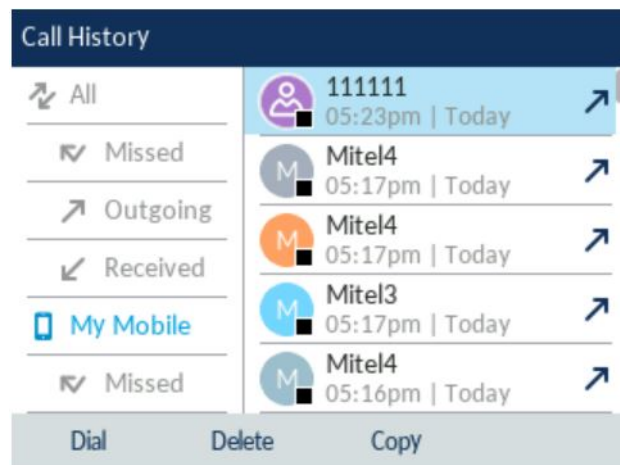 Call History
All
Missed
Outgoing
Received
My Mobile
Missed
111111
05:23pm | Today
M
Mitel4
05:17pm | Today
M
Mitel4
05:17pm | Today
M
Mitel3
05:17pm | Today
M
Mitel4
05:16pm | Today
Dial Delete Copy